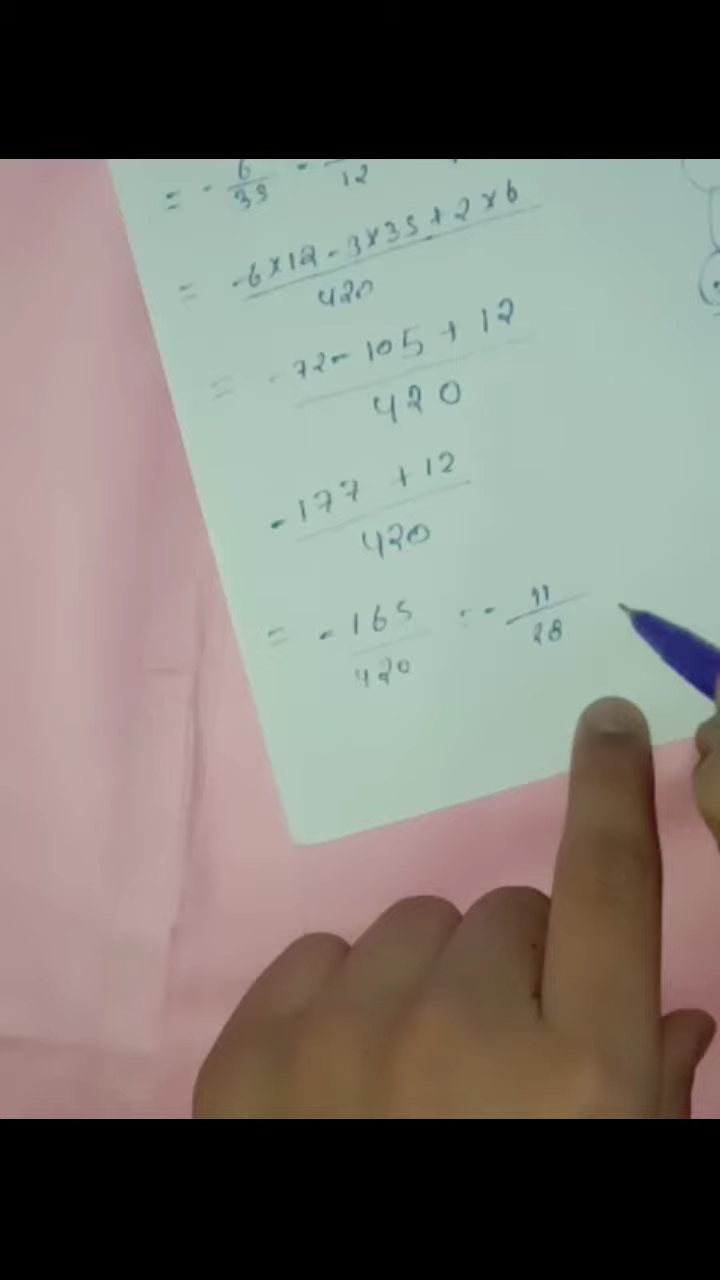 = - 6/35 - /12
= -6×12-3×35+2×6 / 420
= - 72- 105 + 12 / 420
- 177 + 12 / 420
= - 165/420 = - 11/28